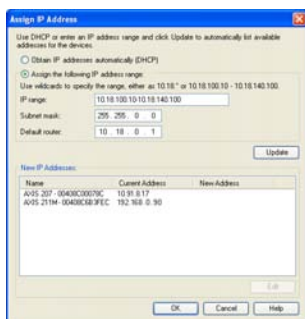 Assign IP Address
Use DHCP or enter an IP address range and click Update to automatically list available
addresses for the devices.
Obtain IP addresses automatically (DHCP)
Assign the following IP address range:
Use wildcards to specify the range, either as 10.18.* or 10.18.100.10 - 10.18.140.100.
IP range: 10.18.100.10-10.18.140.100
Subnet mask: 255 . 255 . 0 . 0
Default router: 10 . 18 . 0 . 1
Update
New IP Addresses:
Name Current Address New Address
AXIS 207 - 00408C00078C 10.91.8.17
AXIS 211M - 00408C6B3FEC 192.168.0.90
Edit
OK Cancel Help